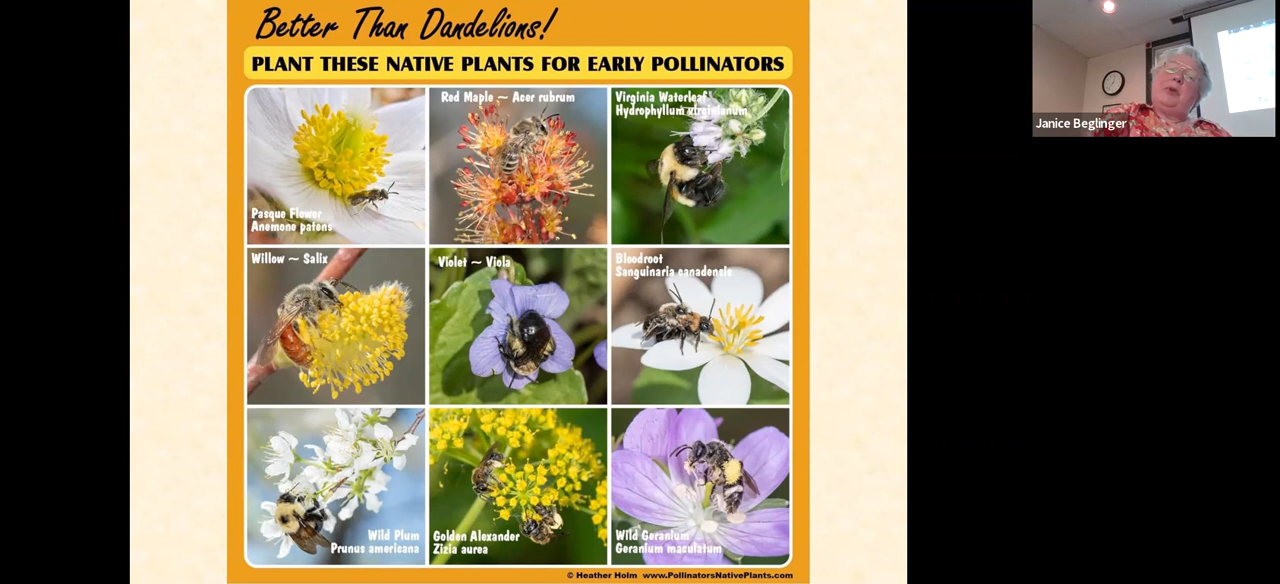 Better Than Dandelions!
PLANT THESE NATIVE PLANTS FOR EARLY POLLINATORS
Pasque Flower
Anemone patens
Red Maple ~ Acer rubrum
Virginia Waterleaf
Hydrophyllum virginianum
Willow ~ Salix
Violet ~ Viola
Bloodroot
Sanguinaria canadensis
Wild Plum
Prunus americana
Golden Alexander
Zizia aurea
Wild Geranium
Geranium maculatum
© Heather Holm www.PollinatorsNativePlants.com
Janice Beglinger